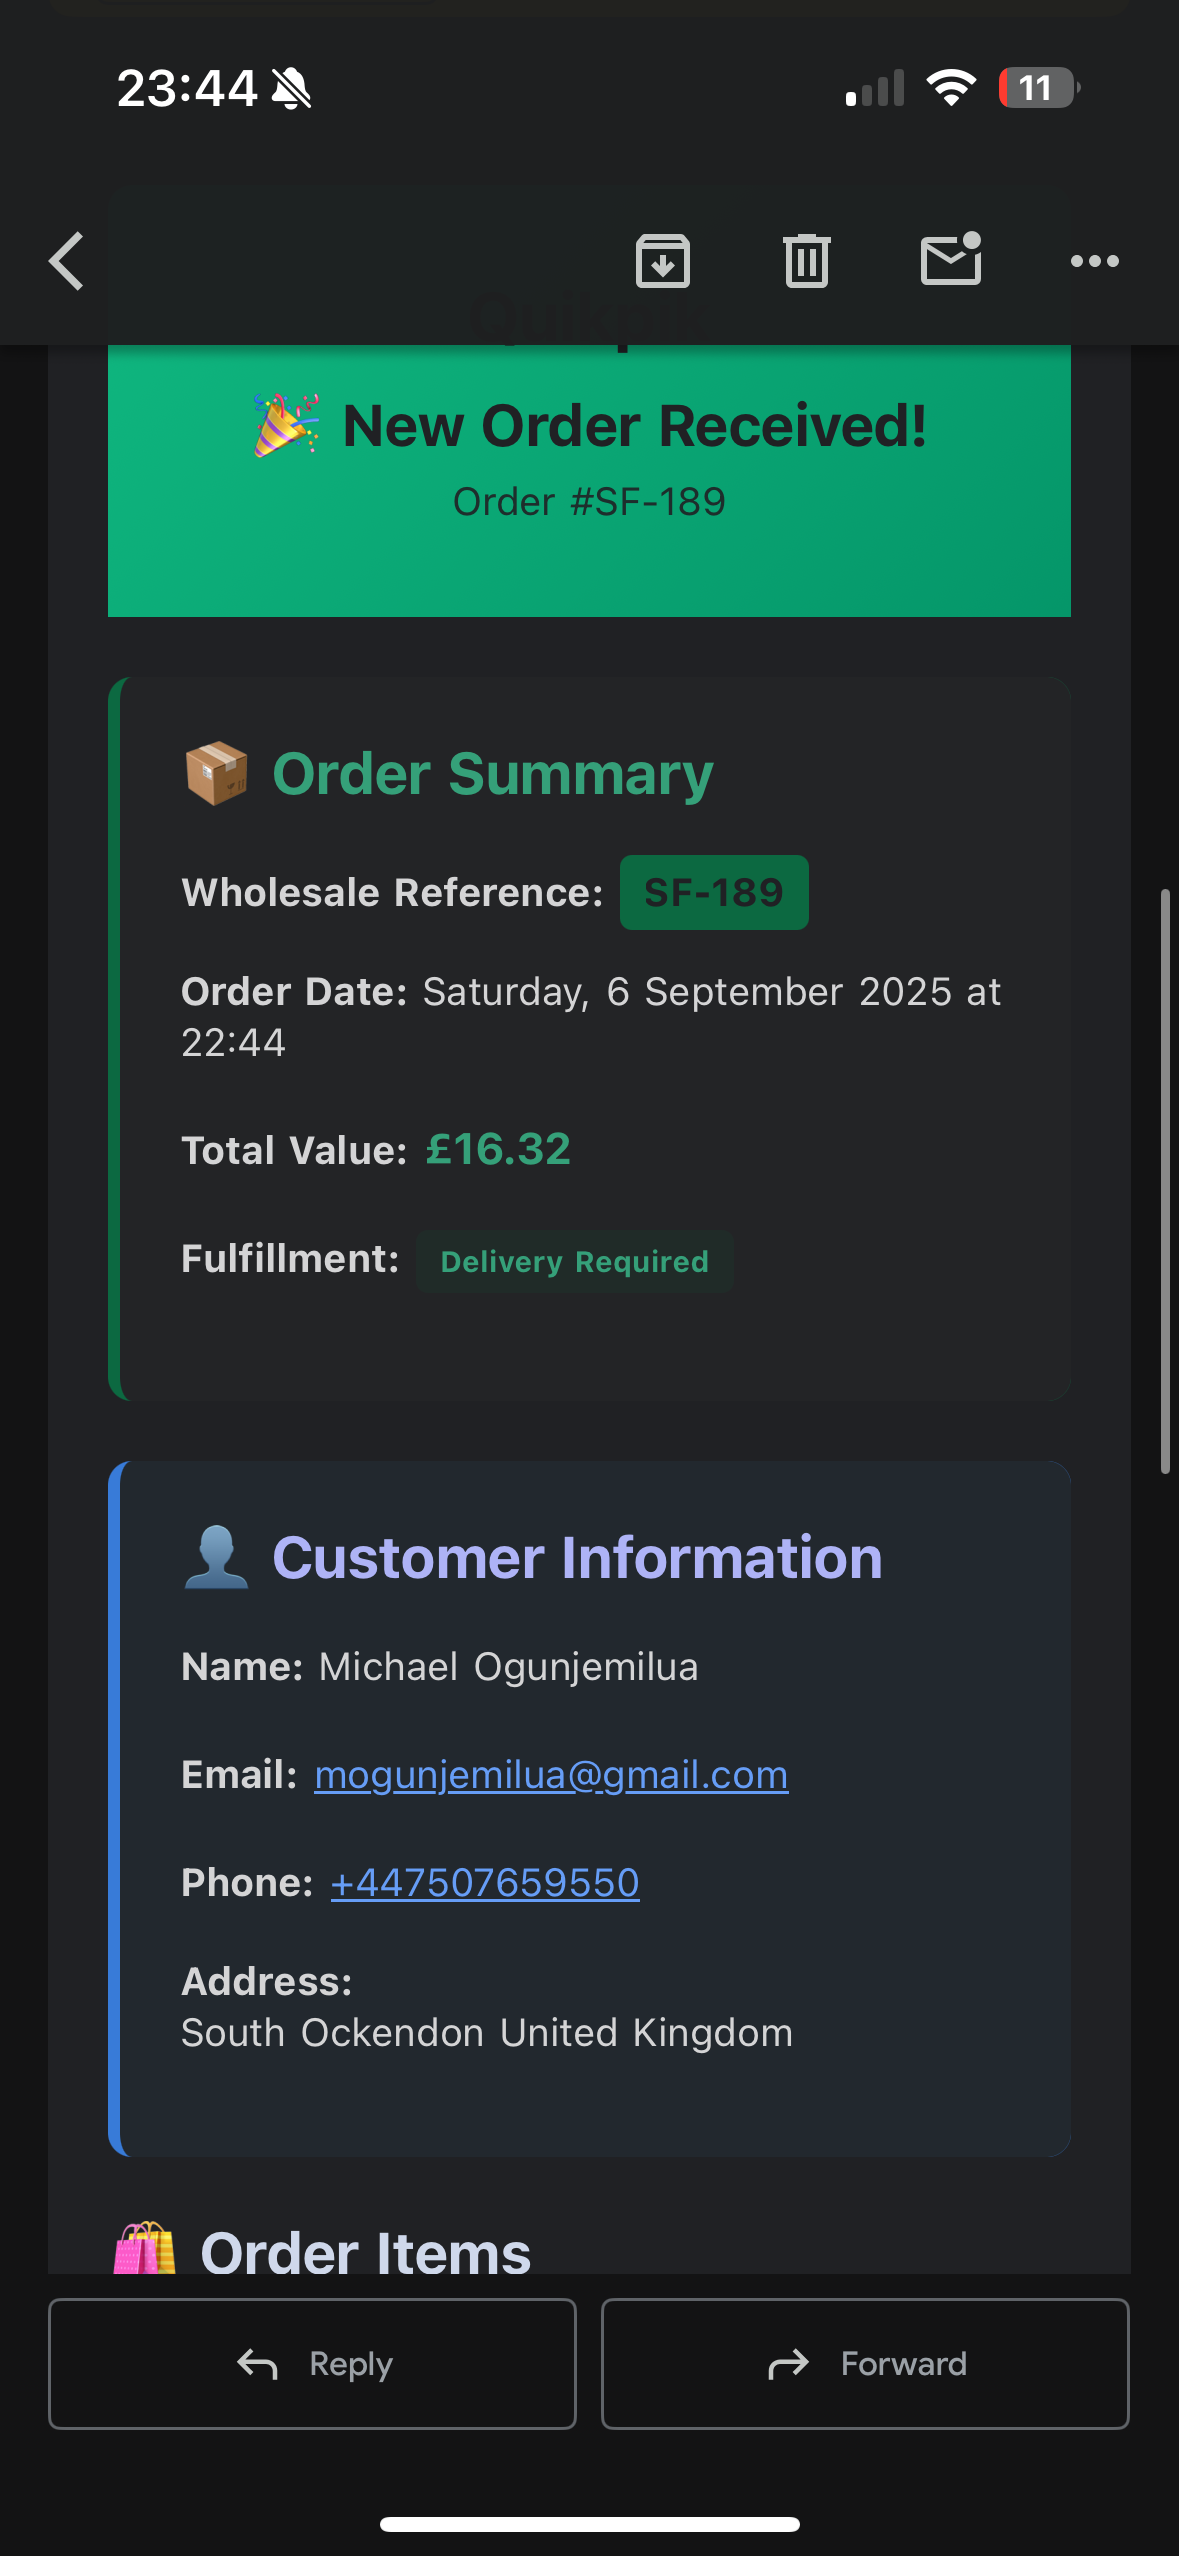 23:44
11
🎉 New Order Received!
Order #SF-189
📦 Order Summary
Wholesale Reference: SF-189
Order Date: Saturday, 6 September 2025 at
22:44
Total Value: £16.32
Fulfillment: Delivery Required
👤 Customer Information
Name: Michael Ogunjemilua
Email: mogunjemilua@gmail.com
Phone: +447507659550
Address:
South Ockendon United Kingdom
🛍️ Order Items
Reply
Forward